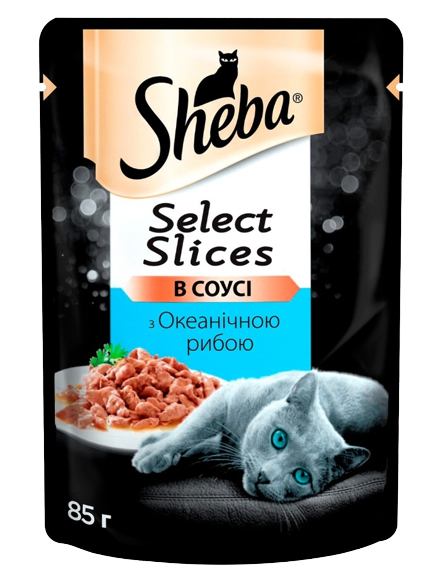 Sheba®
Select
Slices
В СОУСІ
з Океанічною
рибою
85 г